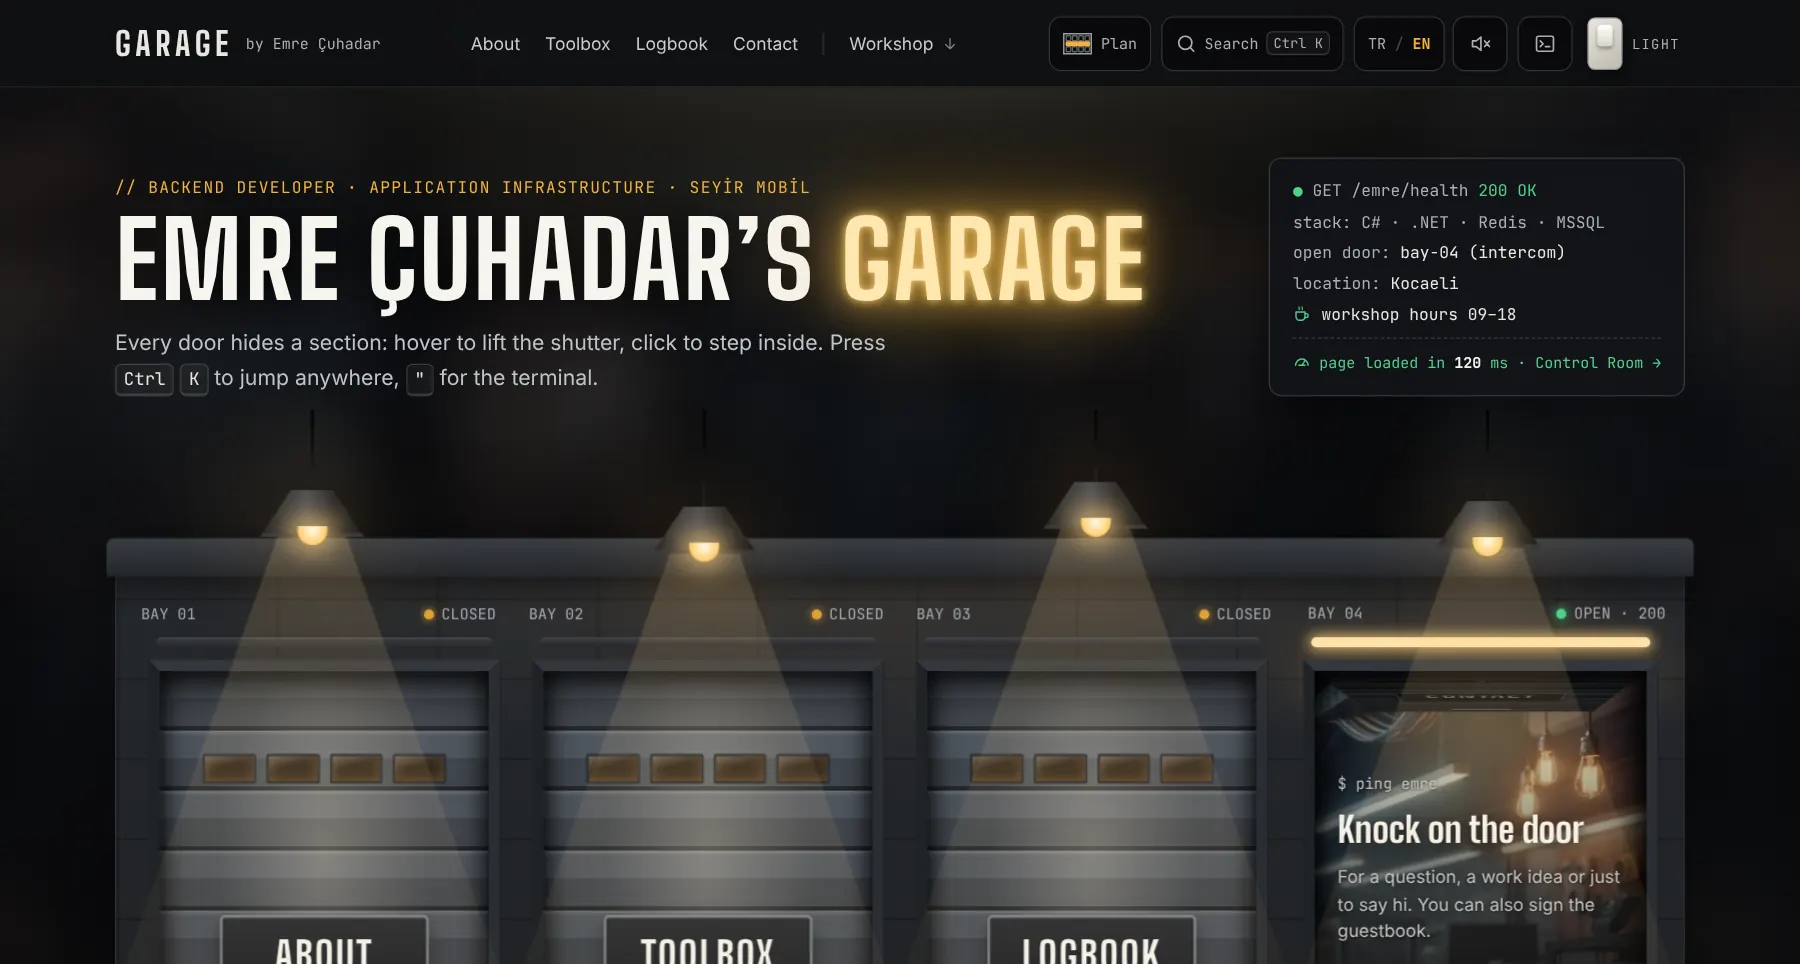 GARAGE by Emre Çuhadar About Toolbox Logbook Contact Workshop ↓ Plan Search Ctrl K TR / EN LIGHT
// BACKEND DEVELOPER · APPLICATION INFRASTRUCTURE · SEYİR MOBİL
EMRE ÇUHADAR’S GARAGE
Every door hides a section: hover to lift the shutter, click to step inside. Press
Ctrl K to jump anywhere, " for the terminal.
GET /emre/health 200 OK
stack: C# · .NET · Redis · MSSQL
open door: bay-04 (intercom)
location: Kocaeli
workshop hours 09–18
page loaded in 120 ms · Control Room →
BAY 01 CLOSED
BAY 02 CLOSED
BAY 03 CLOSED
BAY 04 OPEN · 200
ABOUT
TOOLBOX
LOGBOOK
CONTACT
$ ping emre
Knock on the door
For a question, a work idea or just
to say hi. You can also sign the
guestbook.